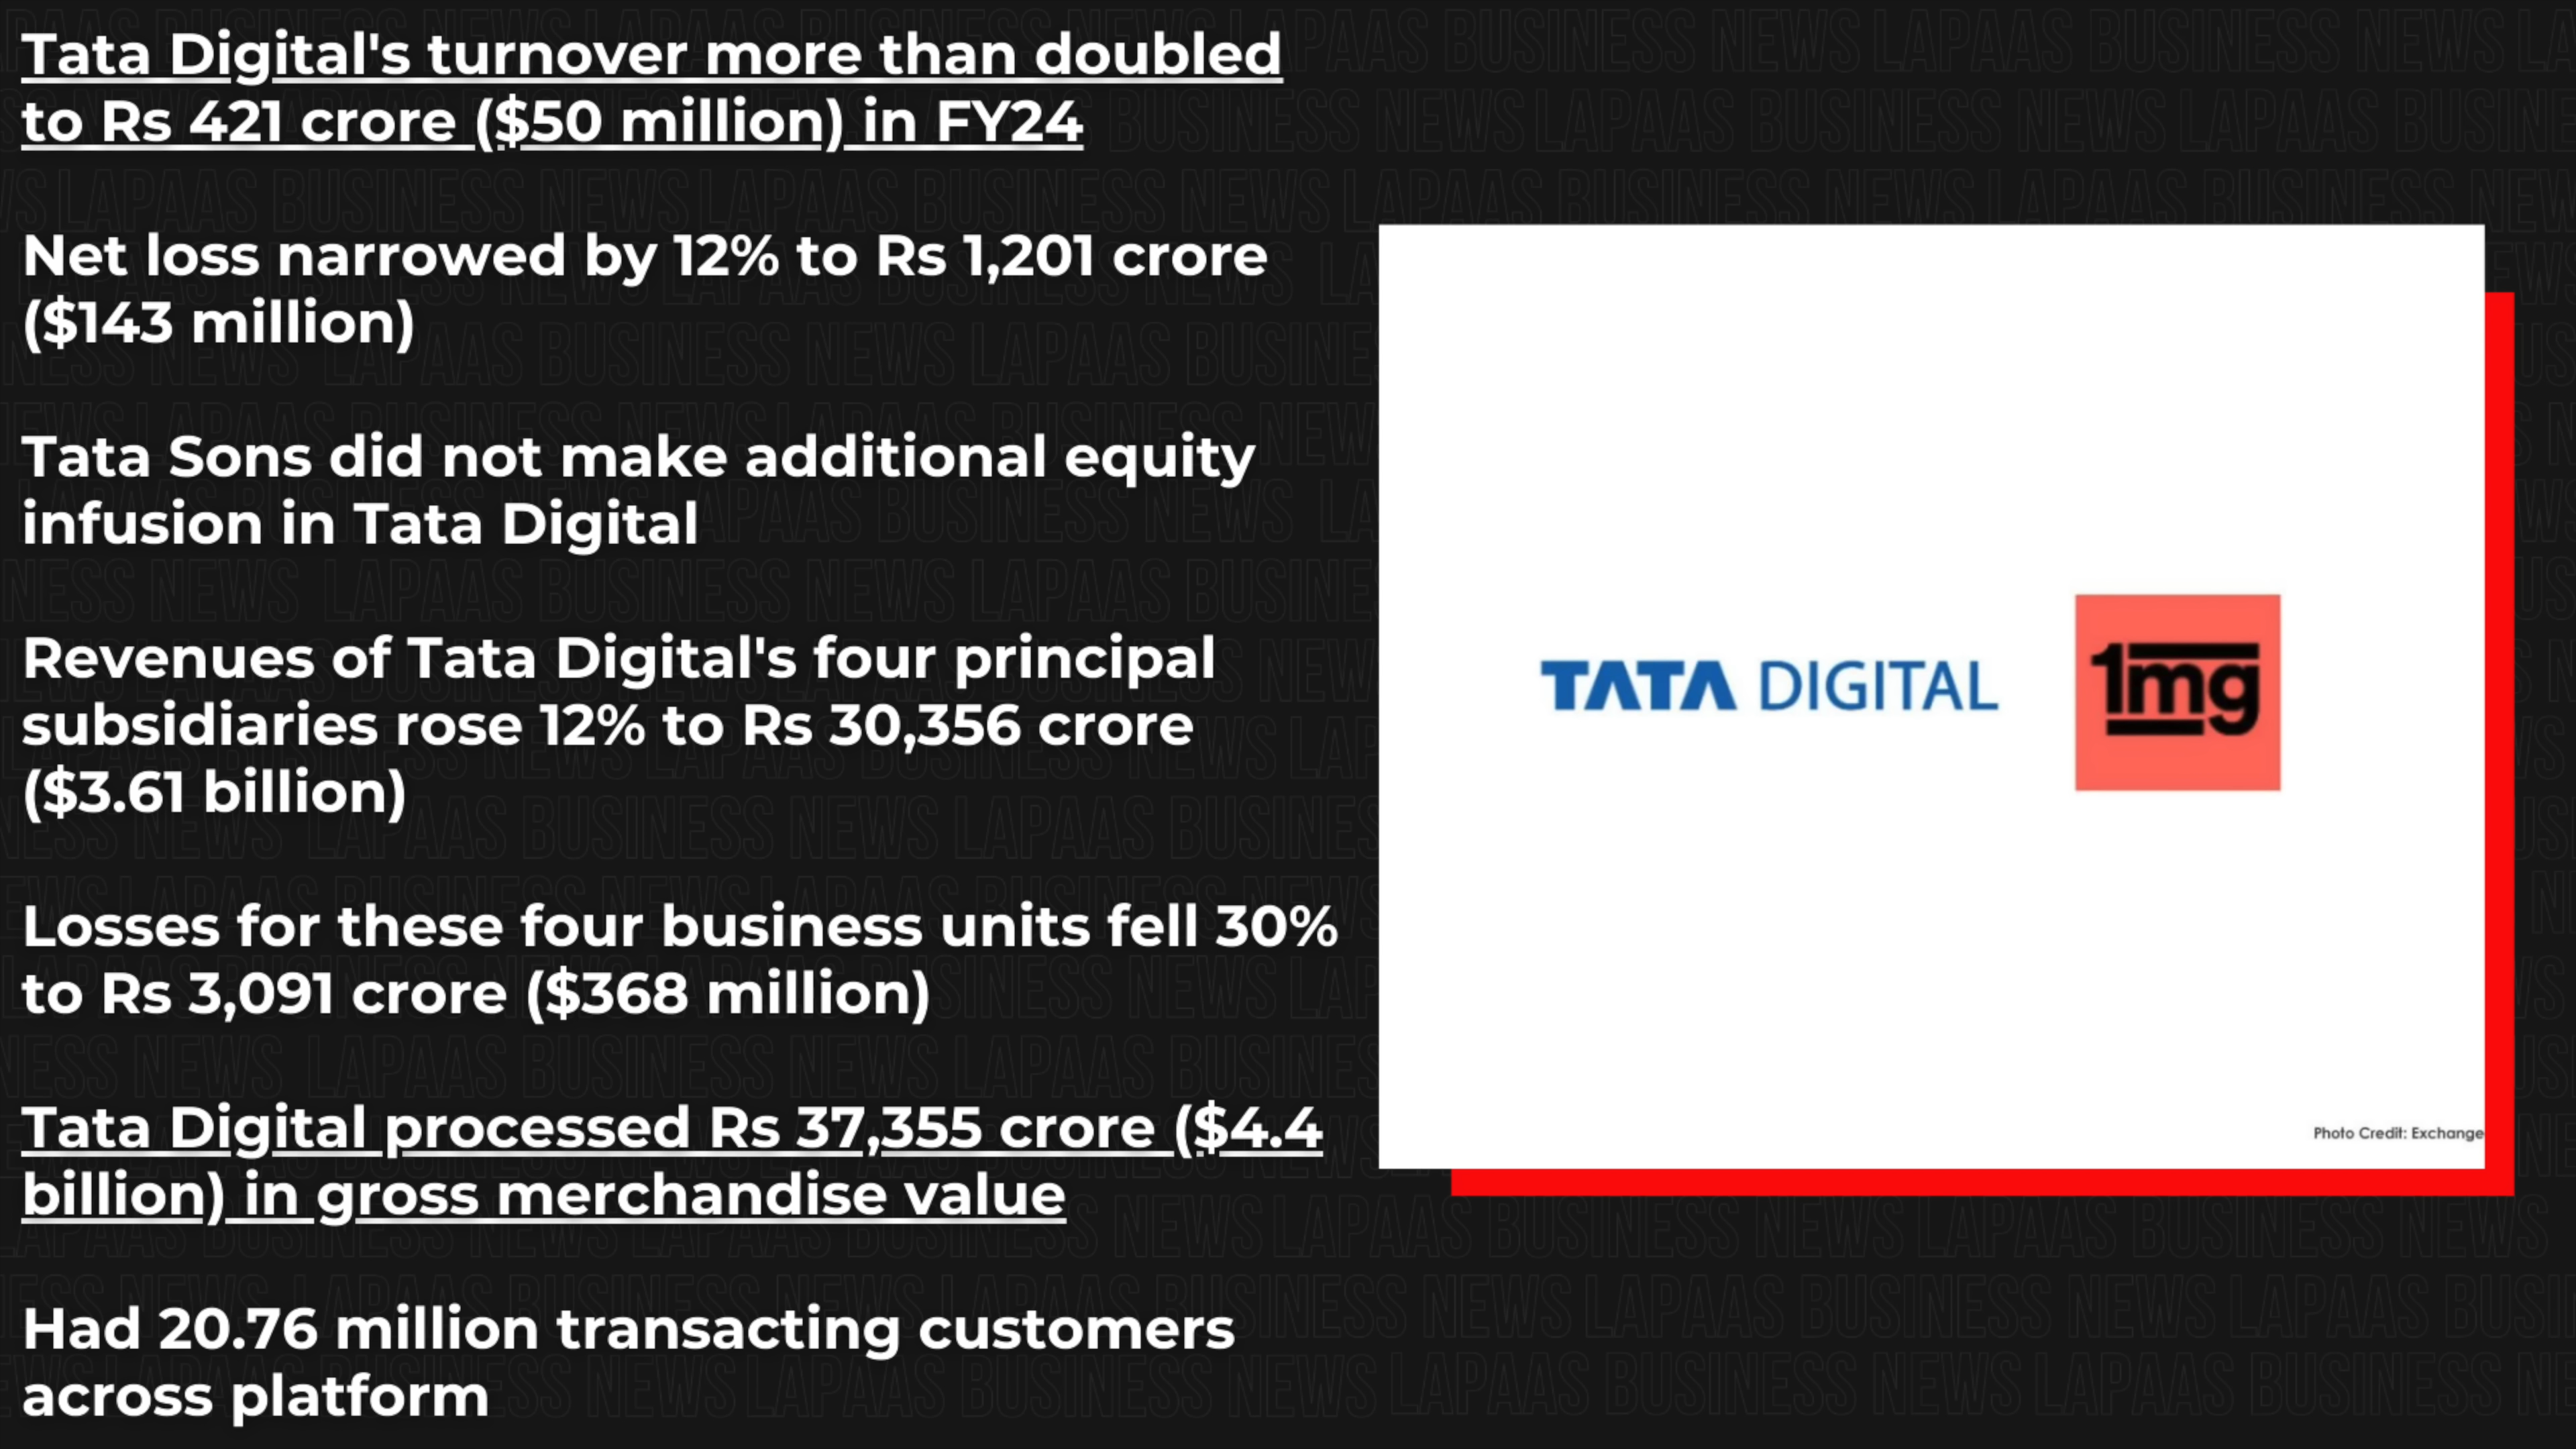 Tata Digital's turnover more than doubled
to Rs 421 crore ($50 million) in FY24
Net loss narrowed by 12% to Rs 1,201 crore
($143 million)
Tata Sons did not make additional equity
infusion in Tata Digital
Revenues of Tata Digital's four principal
subsidiaries rose 12% to Rs 30,356 crore
($3.61 billion)
Losses for these four business units fell 30%
to Rs 3,091 crore ($368 million)
Tata Digital processed Rs 37,355 crore ($4.4
billion) in gross merchandise value
Had 20.76 million transacting customers
across platform
TATA DIGITAL
1mg
Photo Credit: Exchange